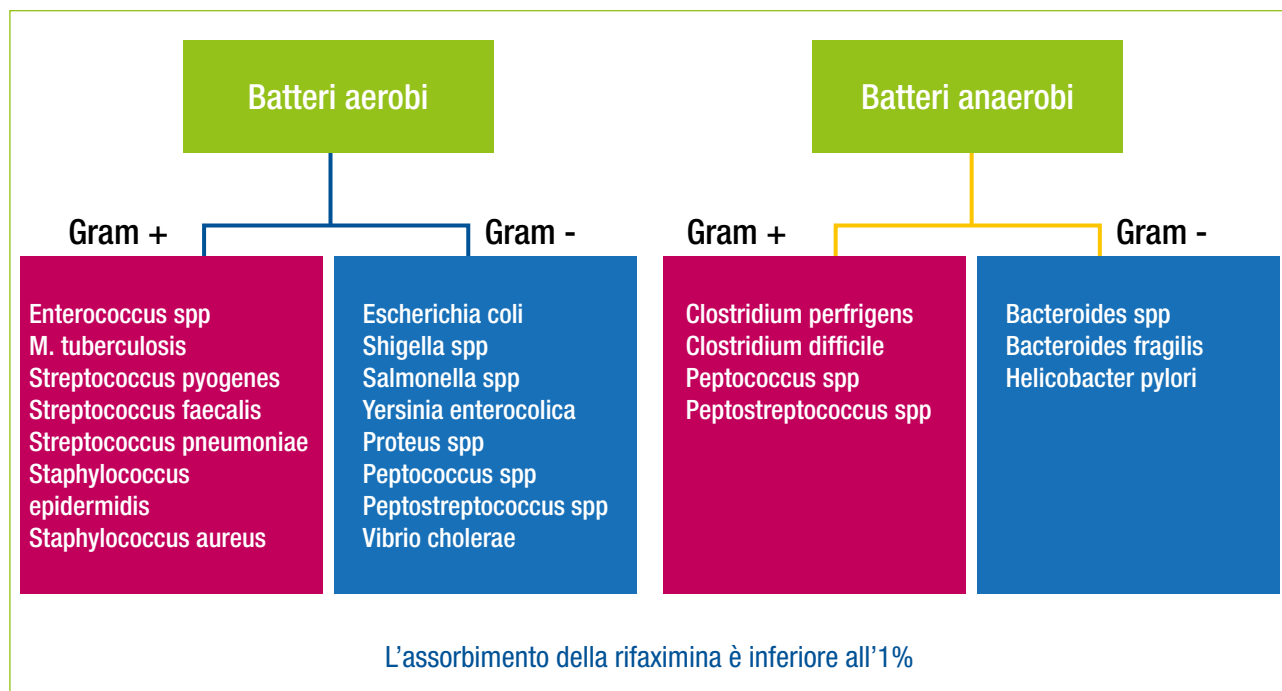 Batteri aerobi
Batteri anaerobi
Gram +
Gram -
Gram +
Gram -
Enterococcus spp
M. tuberculosis
Streptococcus pyogenes
Streptococcus faecalis
Streptococcus pneumoniae
Staphylococcus
epidermidis
Staphylococcus aureus
Escherichia coli
Shigella spp
Salmonella spp
Yersinia enterocolica
Proteus spp
Peptococcus spp
Peptostreptococcus spp
Vibrio cholerae
Clostridium perfrigens
Clostridium difficile
Peptococcus spp
Peptostreptococcus spp
Bacteroides spp
Bacteroides fragilis
Helicobacter pylori
L’assorbimento della rifaximina è inferiore all’1%